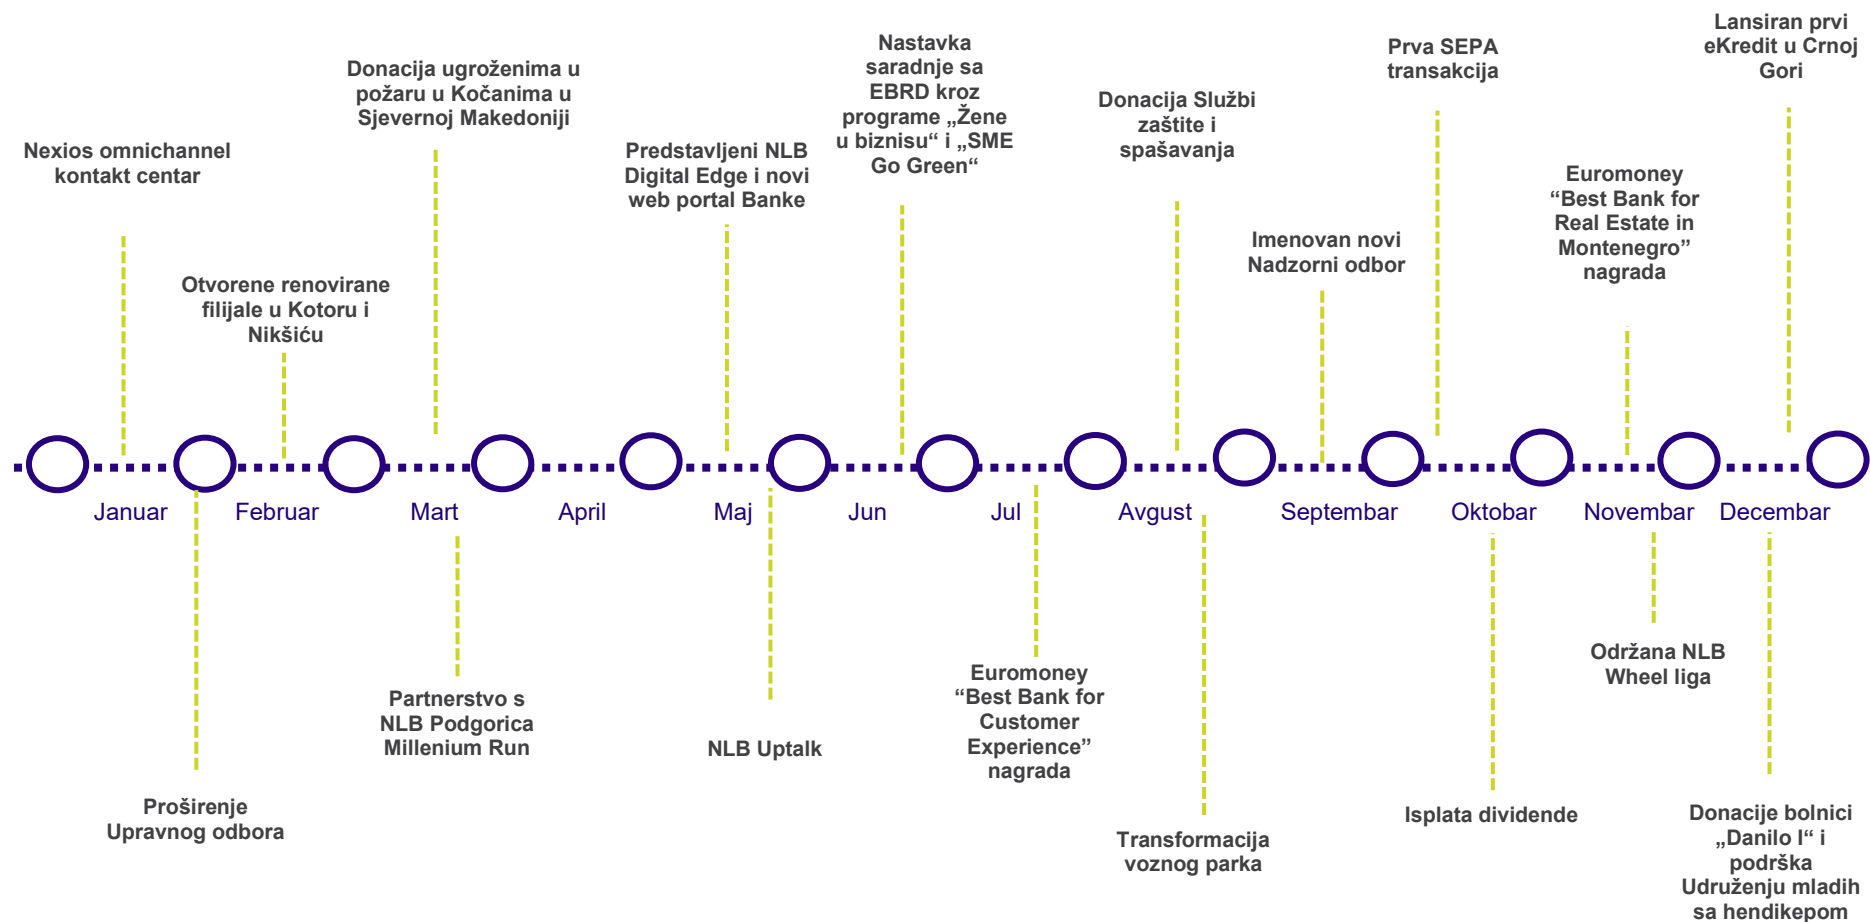 Nexios omnichannel
kontakt centar
Otvorene renovirane
filijale u Kotoru i
Nikšiću
Donacija ugroženima u
požaru u Kočanima u
Sjevernoj Makedoniji
Predstavljeni NLB
Digital Edge i novi
web portal Banke
Nastavka
saradnje sa
EBRD kroz
programe „Žene
u biznisu“ i „SME
Go Green“
Donacija Službi
zaštite i
spašavanja
Imenovan novi
Nadzorni odbor
Prva SEPA
transakcija
Euromoney
“Best Bank for
Real Estate in
Montenegro”
nagrada
Lansiran prvi
eKredit u Crnoj
Gori
Januar
Februar
Mart
April
Maj
Jun
Jul
Avgust
Septembar
Oktobar
Novembar
Decembar
Proširenje
Upravnog odbora
Partnerstvo s
NLB Podgorica
Millenium Run
NLB Uptalk
Euromoney
“Best Bank for
Customer
Experience”
nagrada
Transformacija
voznog parka
Isplata dividende
Održana NLB
Wheel liga
Donacije bolnici
„Danilo I“ i
podrška
Udruženju mladih
sa hendikepom